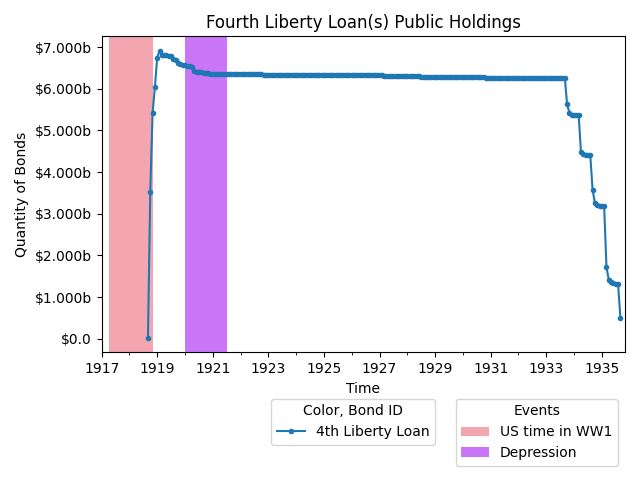 Fourth Liberty Loan(s) Public Holdings
Quantity of Bonds
$7.000b
$6.000b
$5.000b
$4.000b
$3.000b
$2.000b
$1.000b
$0.0
1917 1919 1921 1923 1925 1927 1929 1931 1933 1935
Time
Color, Bond ID
4th Liberty Loan
Events
US time in WW1
Depression